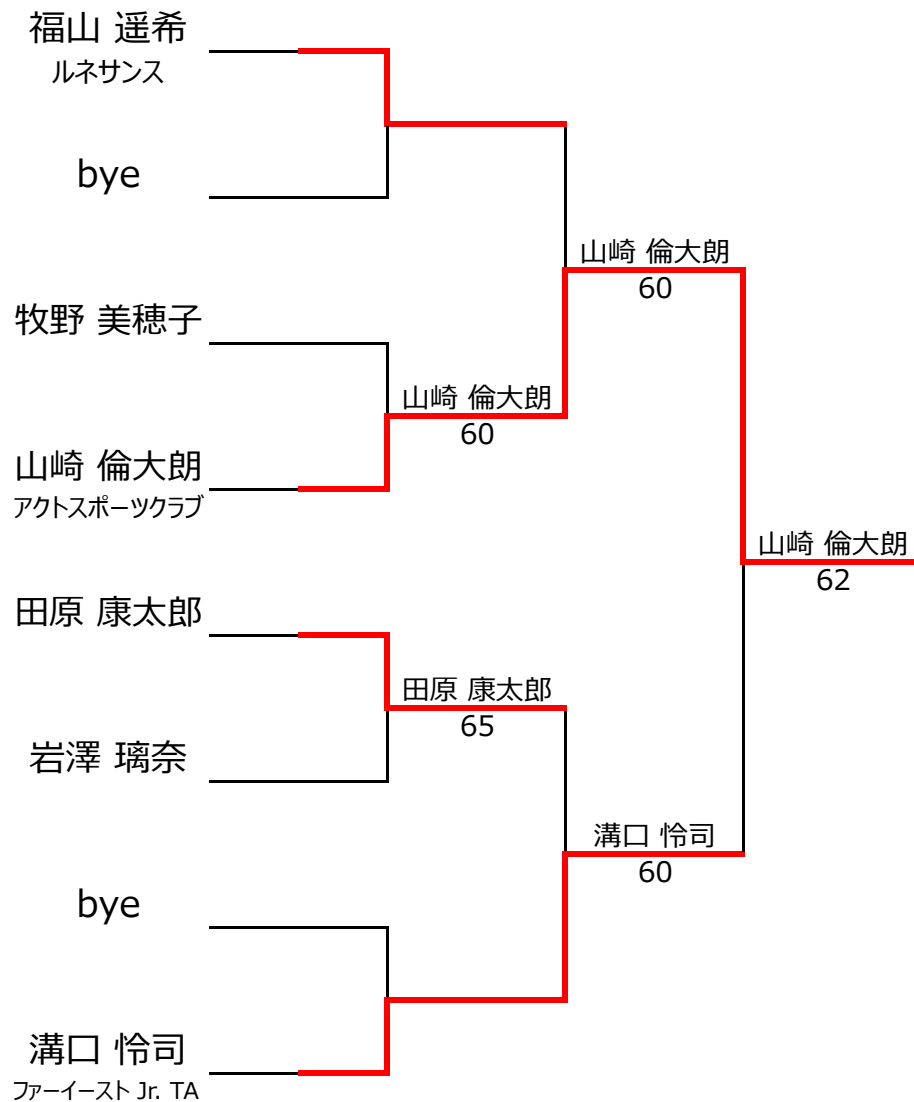 福山 遥希
ルネサンス
bye
牧野 美穂子
山崎 倫大朗
アクトスポーツクラブ
田原 康太郎
岩澤 璃奈
bye
溝口 怜司
ファーイースト Jr. TA
山崎 倫大朗
60
田原 康太郎
65
山崎 倫大朗
60
溝口 怜司
60
山崎 倫大朗
62